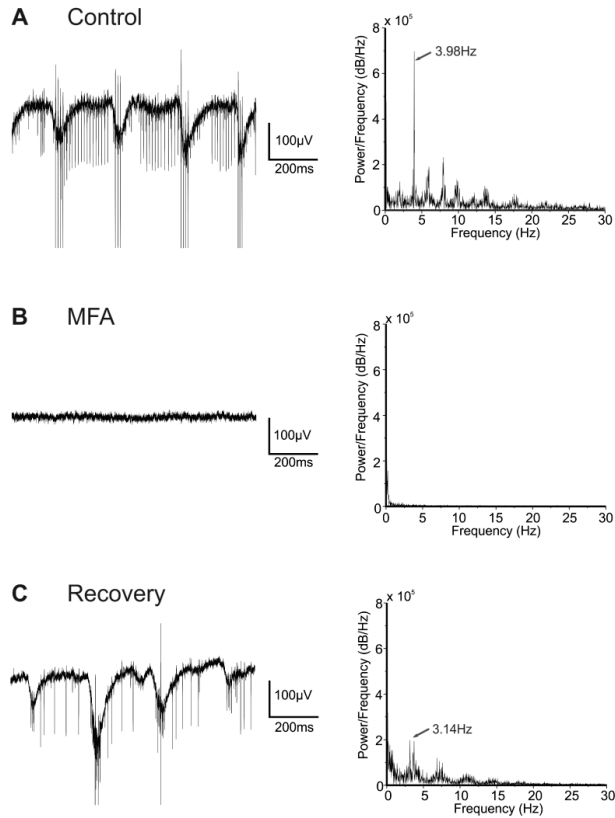 A Control
100µV
200ms
8 x 10⁵
6
4
2
0
0 5 10 15 20 25 30
Power/Frequency (dB/Hz)
Frequency (Hz)
3.98Hz
B MFA
100µV
200ms
8 x 10⁵
6
4
2
0
0 5 10 15 20 25 30
Power/Frequency (dB/Hz)
Frequency (Hz)
C Recovery
100µV
200ms
8 x 10⁵
6
4
2
0
0 5 10 15 20 25 30
Power/Frequency (dB/Hz)
Frequency (Hz)
3.14Hz